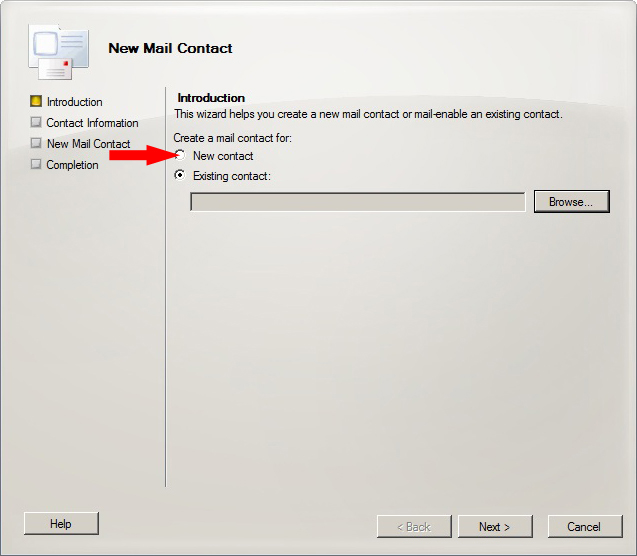 New Mail Contact
Introduction
Contact Information
New Mail Contact
Completion
Introduction
This wizard helps you create a new mail contact or mail-enable an existing contact.
Create a mail contact for:
New contact
Existing contact:
Browse...
Help
< Back
Next >
Cancel